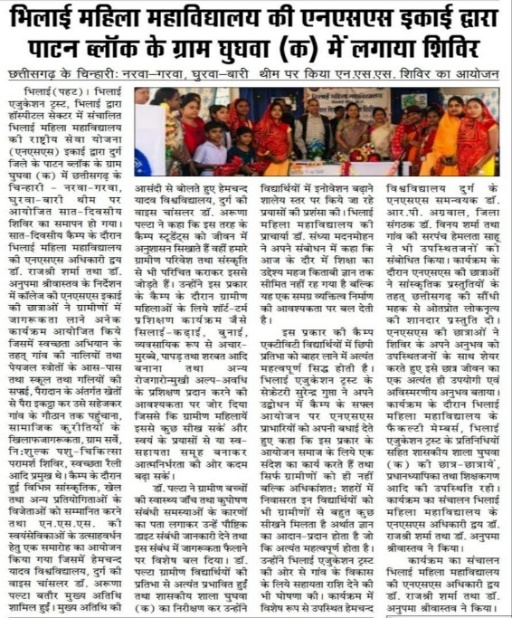 भिलाई महिला महाविद्यालय की एनएसएस इकाई द्वारा
पाटन ब्लॉक के ग्राम घुघवा (क) में लगाया शिविर
छत्तीसगढ़ के चिन्हारीः नरवा–गरवा, घुरवा–बारी थीम पर किया एन.एस.एस. शिविर का आयोजन
भिलाई(पहट)। भिलाई
एजुकेशन ट्रस्ट, भिलाई द्वारा
हॉस्पीटल सेक्टर में संचालित
भिलाई महिला महाविद्यालय
की राष्ट्रीय सेवा योजना
(एनएसएस) इकाई द्वारा दुर्ग
जिले के पाटन ब्लॉक के ग्राम
घुघवा (क) में छत्तीसगढ़ के
चिन्हारी – नरवा–गरवा,
घुरवा–बारी थीम पर
आयोजित सात–दिवसीय
शिविर का समापन हो गया।
सात–दिवसीय कैम्प के दौरान
भिलाई महिला महाविद्यालय
की एनएसएस अधिकारी द्वय
डॉ. राजश्री शर्मा तथा डॉ.
अनुपमा श्रीवास्तव के निर्देशन
में कॉलेज की एनएसएस इकाई
की छात्राओं ने ग्रामीणों में
जागरूकता लाने अनेक
कार्यक्रम आयोजित किये
जिसमें स्वच्छता अभियान के
तहत् गांव की नालियों तथा
पेयजल स्त्रोतों के आस–पास
तथा स्कूल तथा गलियों की
सफाई, पैरादान के अंतर्गत खेतों
से पैरा इकट्ठा कर उसे सहेजकर
गांव के गौठान तक पहुंचाना,
सामाजिक कुरीतियों के
खिलाफजागरूकता, ग्राम सर्वे,
निःशुल्क पशु–चिकित्सा
परामर्श शिविर, स्वच्छता रैली
आदि प्रमुख थे। कैम्प के दौरान
हुई विभिन्न सांस्कृतिक, खेल
तथा अन्य प्रतियोगिताओं के
विजेताओं को सम्मानित करने
तथा एन.एस.एस. की
स्वयंसेविकाओं के उत्साहवर्धन
हेतु एक समारोह का आयोजन
किया गया जिसमें हेमचन्द
यादव विश्वविद्यालय, दुर्ग की
वाइस चांसलर डॉ. अरूणा
पल्टा बतौर मुख्य अतिथि
शामिल हुईं। मुख्य अतिथि की
आसंदी से बोलते हुए हेमचन्द
यादव विश्वविद्यालय, दुर्ग की
वाइस चांसलर डॉ. अरूणा
पल्टा ने कहा कि इस तरह के
कैम्प स्टूडेंट्स को जीवन में
अनुशासन सिखाते हैं वहीं हमारे
ग्रामीण परिवेश तथा संस्कृति
से भी परिचित कराकर इससे
जोड़ते हैं। उन्होंने इस प्रकार
के कैम्प के दौरान ग्रामीण
महिलाओं के लिये शॉर्ट–टर्म
प्रशिक्षण कार्यक्रम जैसे
सिलाई–कढ़ाई, बुनाई,
व्यवसायिक रूप से अचार–
मुरब्बे, पापड़ तथा शरबत आदि
बनाना तथा अन्य
रोजगारोन्मुखी अल्प–अवधि
के प्रशिक्षण प्रदान करने की
आवश्यकता पर जोर दिया
जिससे कि ग्रामीण महिलायें
इससे कुछ सीख सकें और
स्वयं के प्रयासों से या स्व–
सहायता समूह बनाकर
आत्मनिर्भरता की ओर कदम
बढ़ा सकें।
डॉ. पल्टा ने ग्रामीण बच्चों
की स्वास्थ्य जाँच तथा कुपोषण
संबंधी समस्याओं के कारणों
का पता लगाकर उन्हें पौष्टिक
डाइट संबंधी जानकारी देने तथा
इस संबंध में जागरूकता फैलाने
पर विशेष बल दिया। डॉ.
पल्टा ग्रामीण विद्यार्थियों की
प्रतिभा से अत्यंत प्रभावित हुईं
तथा शासकीय शाला घुघवा
(क) का निरीक्षण कर उन्होंने
विद्यार्थियों में इनोवेशन बढ़ाने
शालेय स्तर पर किये जा रहे
प्रयासों की प्रशंसा की। भिलाई
महिला महाविद्यालय की
प्राचार्या डॉ. संध्या मदनमोहन
ने अपने संबोधन में कहा कि
आज के दौर में शिक्षा का
उद्देश्य महज किताबी ज्ञान तक
सीमित नहीं रह गया है बल्कि
यह एक समग्र व्यक्तित्व निर्माण
की आवश्यकता पर बल देती
है।
इस प्रकार की कैम्प
एक्टीविटी विद्यार्थियों में छिपी
प्रतिभा को बाहर लाने में अत्यंत
महत्वपूर्ण सिद्ध होती है।
भिलाई एजुकेशन ट्रस्ट के
सेक्रेटरी सुरेन्द्र गुप्ता ने अपने
उद्बोधन में कैम्प के सफल
आयोजन पर एनएसएस
प्रभारियों को अपनी बधाई देते
हुए कहा कि इस प्रकार के
आयोजन समाज के लिये एक
संदेश का कार्य करते हैं तथा
सिर्फ ग्रामीणों को ही नहीं
बल्कि अधिकांशतः शहरों में
निवासरत इन विद्यार्थियों को
भी ग्रामीणों से बहुत कुछ
सीखने मिलता है अर्थात ज्ञान
का आदान–प्रदान होता है जो
कि अत्यंत महत्वपूर्ण होता है।
उन्होंने भिलाई एजुकेशन ट्रस्ट
की ओर से गांव के विकास
के लिये सहायता राशि देने की
भी घोषणा की। कार्यक्रम में
विशेष रूप से उपस्थित हेमचन्द
विश्वविद्यालय दुर्ग के
एनएसएस समन्वयक डॉ.
आर.पी. अग्रवाल, जिला
संगठक डॉ. विनय शर्मा तथा
गांव की सरपंच हेमलता साहू
ने भी उपस्थितजनों को
संबोधित किया। कार्यक्रम के
दौरान एनएसएस की छात्राओं
ने सांस्कृतिक प्रस्तुतियों के
तहत् छत्तीसगढ़ की सौंधी
महक से ओतप्रोत लोकनृत्य
की शानदार प्रस्तुति दी।
एनएसएस की छात्राओं ने
शिविर के अपने अनुभव को
उपस्थितजनों के साथ शेयर
करते हुए इसे छात्र जीवन का
एक अत्यंत ही उपयोगी एवं
अविस्मरणीय अनुभव बताया।
कार्यक्रम के दौरान भिलाई
महिला महाविद्यालय के
फैकल्टी मेम्बर्स, भिलाई
एजुकेशन ट्रस्ट के प्रतिनिधियों
सहित शासकीय शाला घुघवा
(क) की छात्र–छात्रायें,
प्रधानध्यापिका तथा शिक्षकगण
आदि की उपस्थिति रही।
कार्यक्रम का संचालन भिलाई
महिला महाविद्यालय के
एनएसएस अधिकारी द्वय डॉ.
राजश्री शर्मा तथा डॉ. अनुपमा
श्रीवास्तव ने किया।
कार्यक्रम का संचालन
भिलाई महिला महाविद्यालय
की एनएसएस अधिकारी द्वय
डॉ. राजश्री शर्मा तथा डॉ.
अनुपमा श्रीवास्तव ने किया।